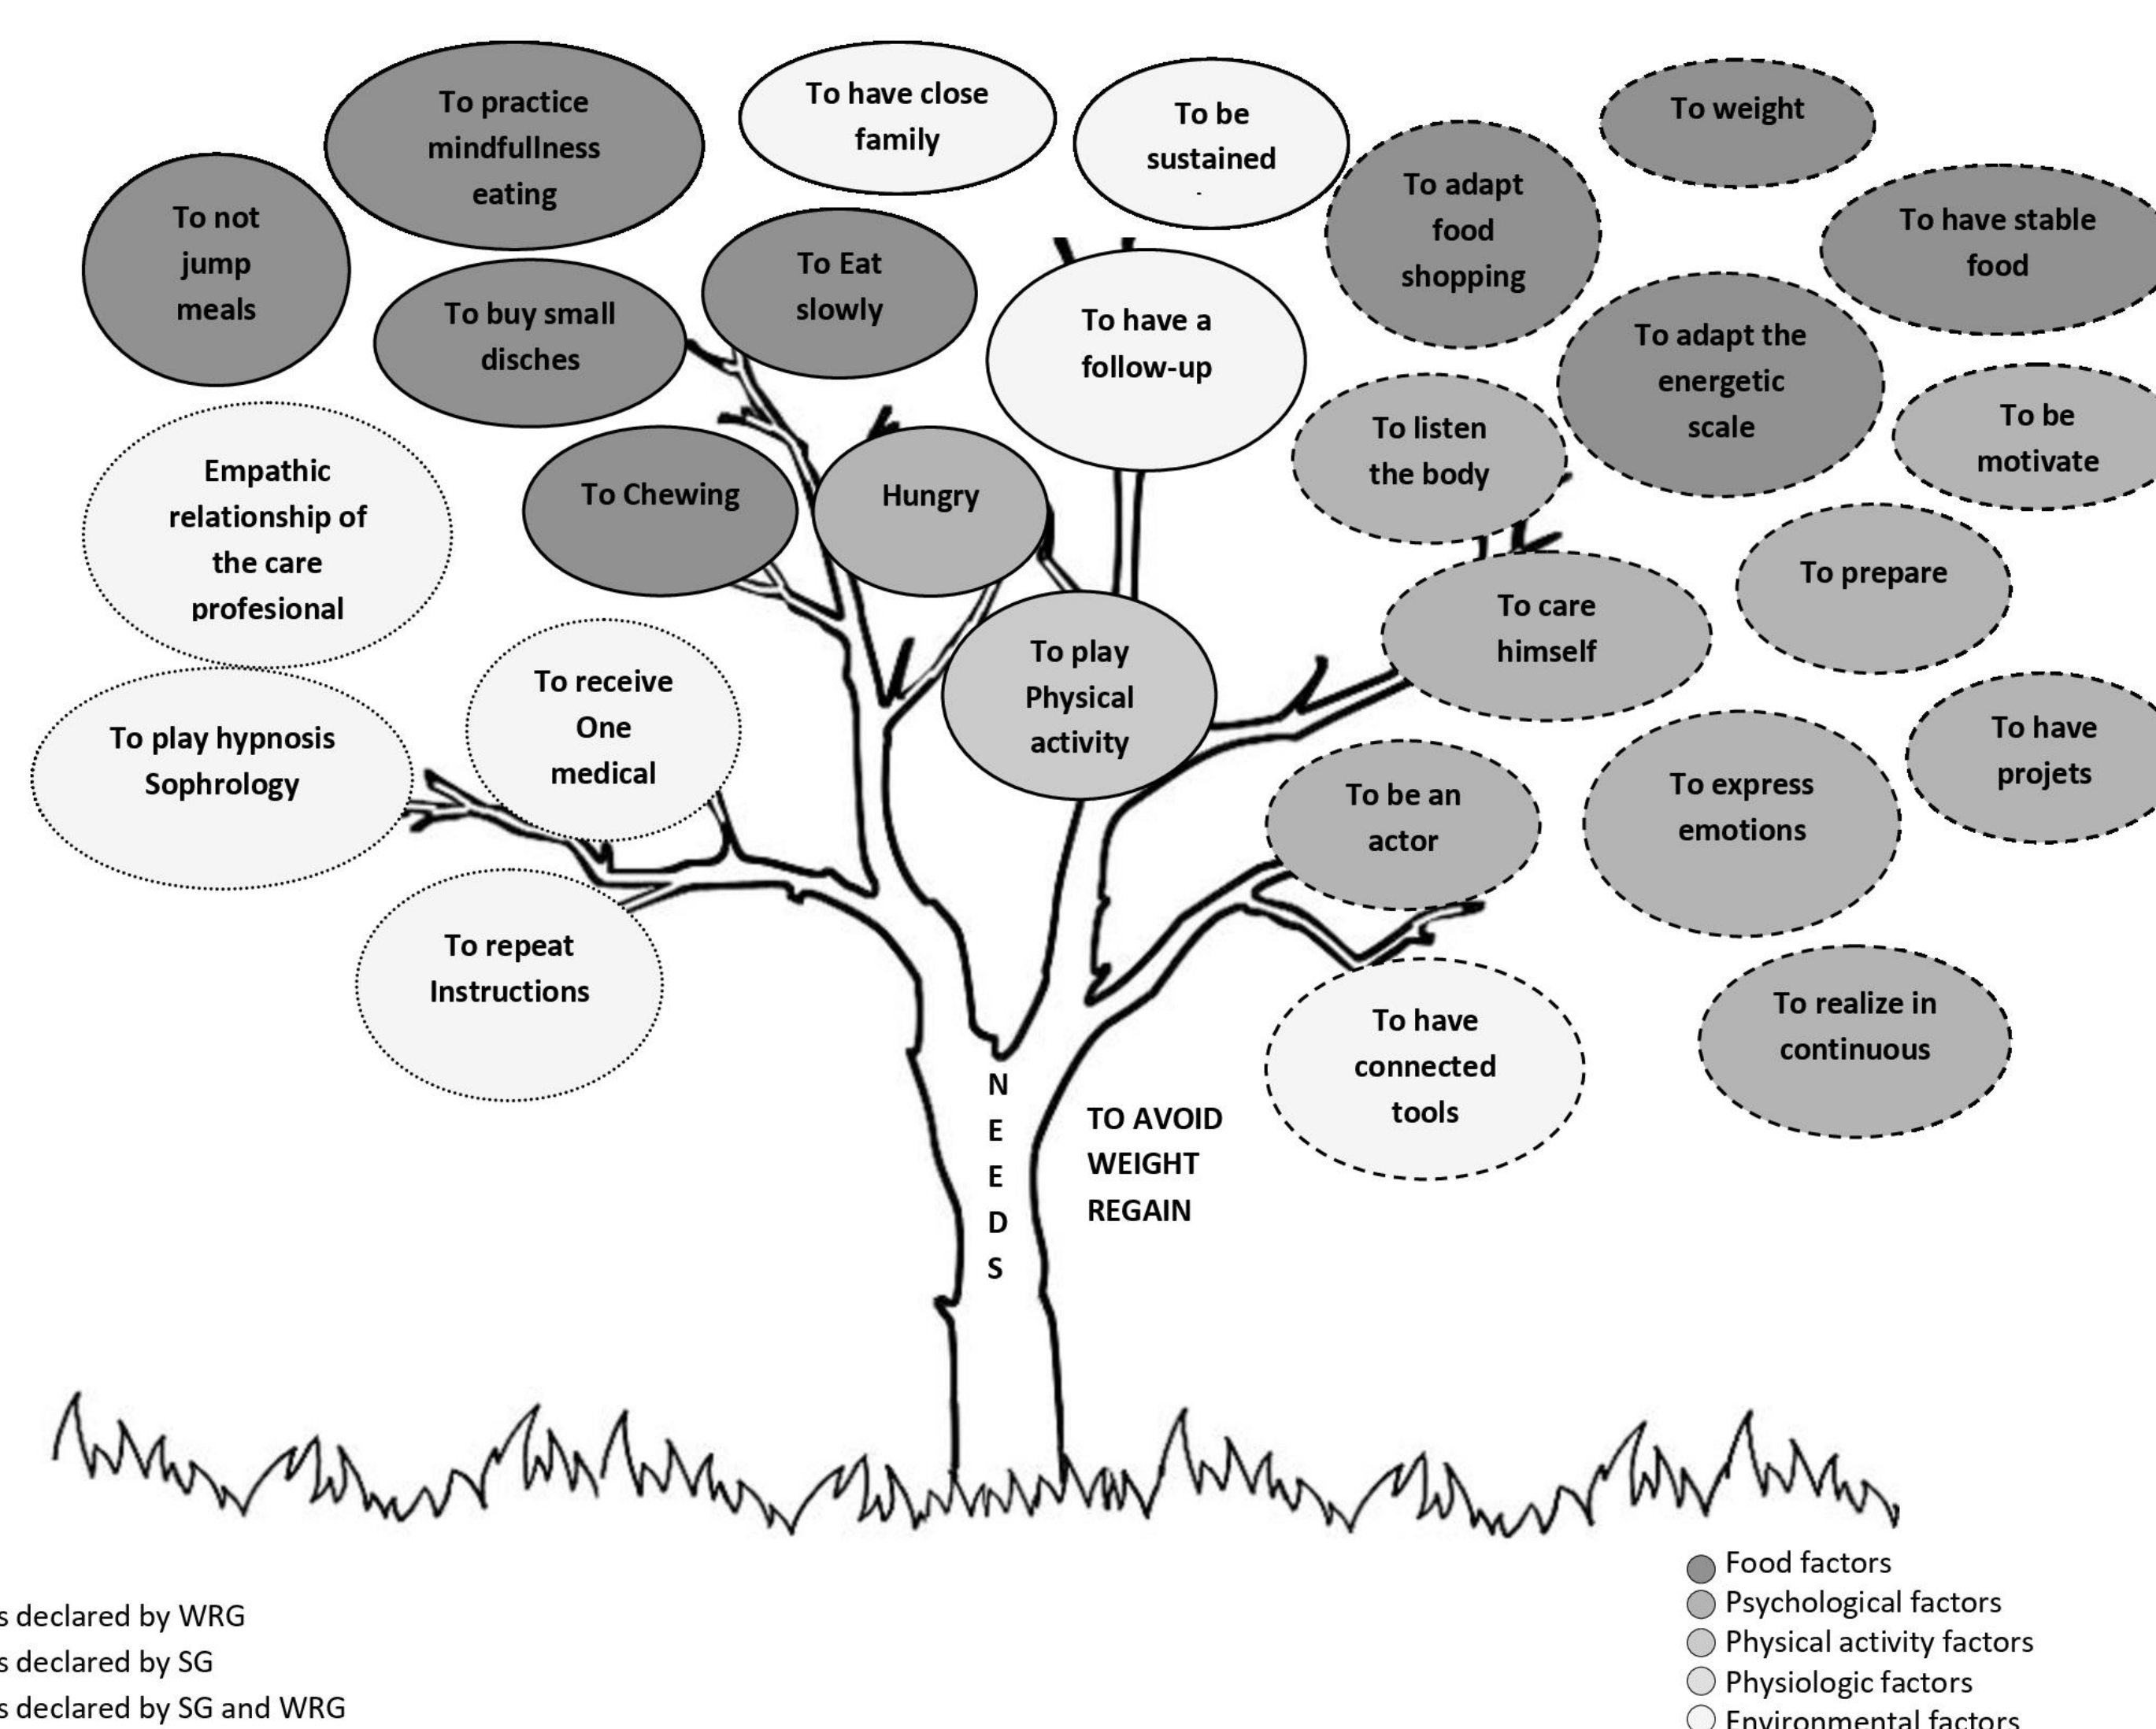 To practice
mindfullness
eating
To have close
family
To be
sustained
.
To weight
To not
jump
meals
To buy small
disches
To Eat
slowly
To have a
follow-up
To adapt
food
shopping
To have stable
food
To adapt the
energetic
scale
To listen
the body
To be
motivate
Empathic
relationship of
the care
profesional
To Chewing
Hungry
To prepare
To care
himself
To play
Physical
activity
To receive
One
medical
To play hypnosis
Sophrology
To have
projets
To express
emotions
To be an
actor
To repeat
Instructions
To have
connected
tools
To realize in
continuous
N
E
E
D
S
TO AVOID
WEIGHT
REGAIN
s declared by WRG
s declared by SG
s declared by SG and WRG
Food factors
Psychological factors
Physical activity factors
Physiologic factors
Environmental factors